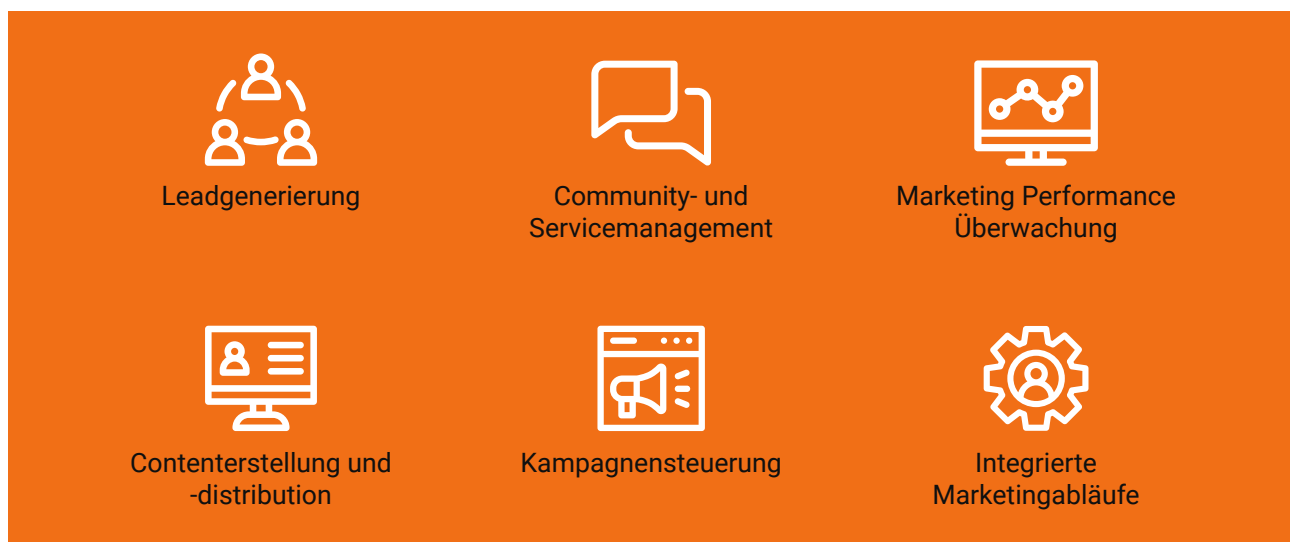 Leadgenerierung
Community- und
Servicemanagement
Marketing Performance
Überwachung
Contenterstellung und
-distribution
Kampagnensteuerung
Integrierte
Marketingabläufe